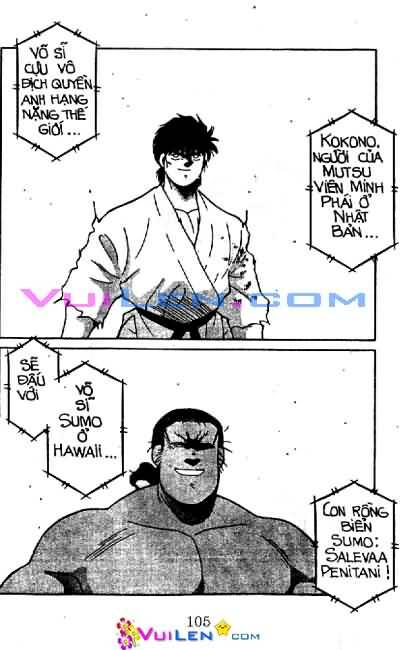 VÕ SĨ
CỰU VÔ
ĐỊCH QUYỀN
ANH HẠNG
NẶNG THẾ
GIỚI...
KOKONO,
NGƯỜI CỦA
MUTSU
VIÊN MINH
PHÁI Ở
NHẬT
BẢN...
VUILEN.COM
SẼ
ĐẤU
VỚI
VÕ
SĨ
SUMO
Ở
HAWAII...
CON RỒNG
BIỂN
SUMO:
SALEVAA
PENITANI!
105
VUILEN.COM